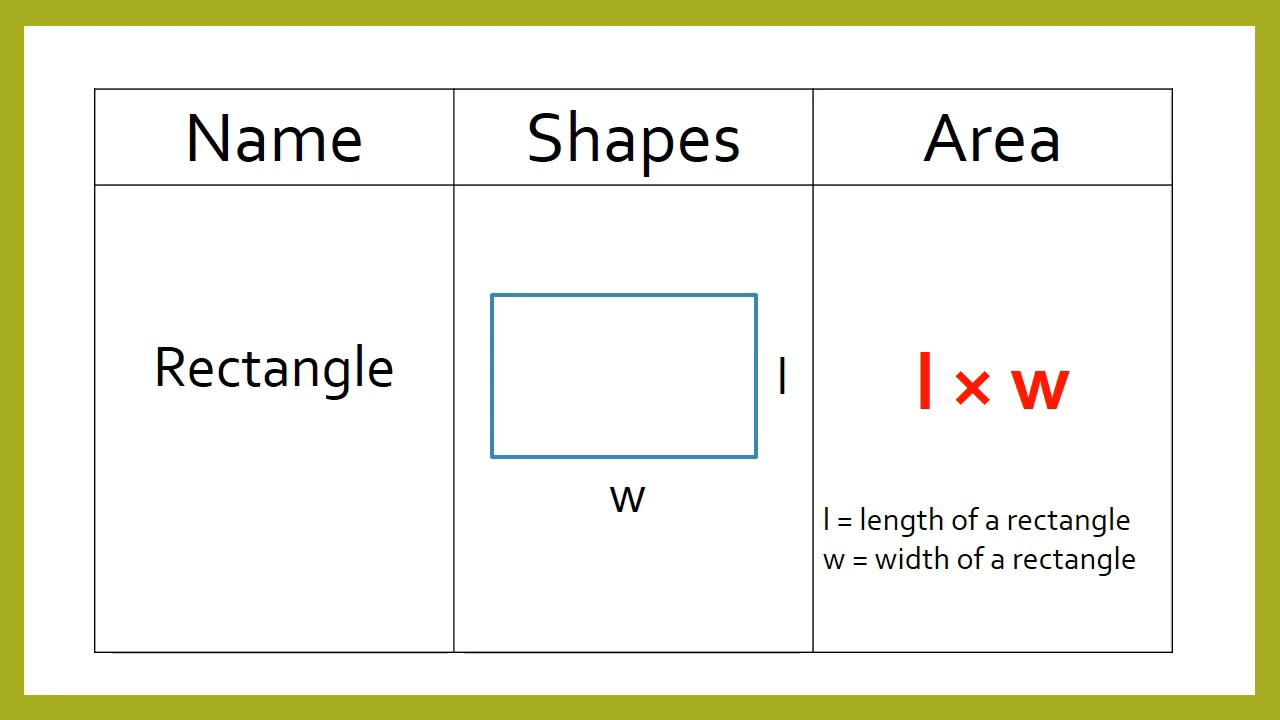 Name
Shapes
Area
Rectangle
l
w
l × w
l = length of a rectangle
w = width of a rectangle